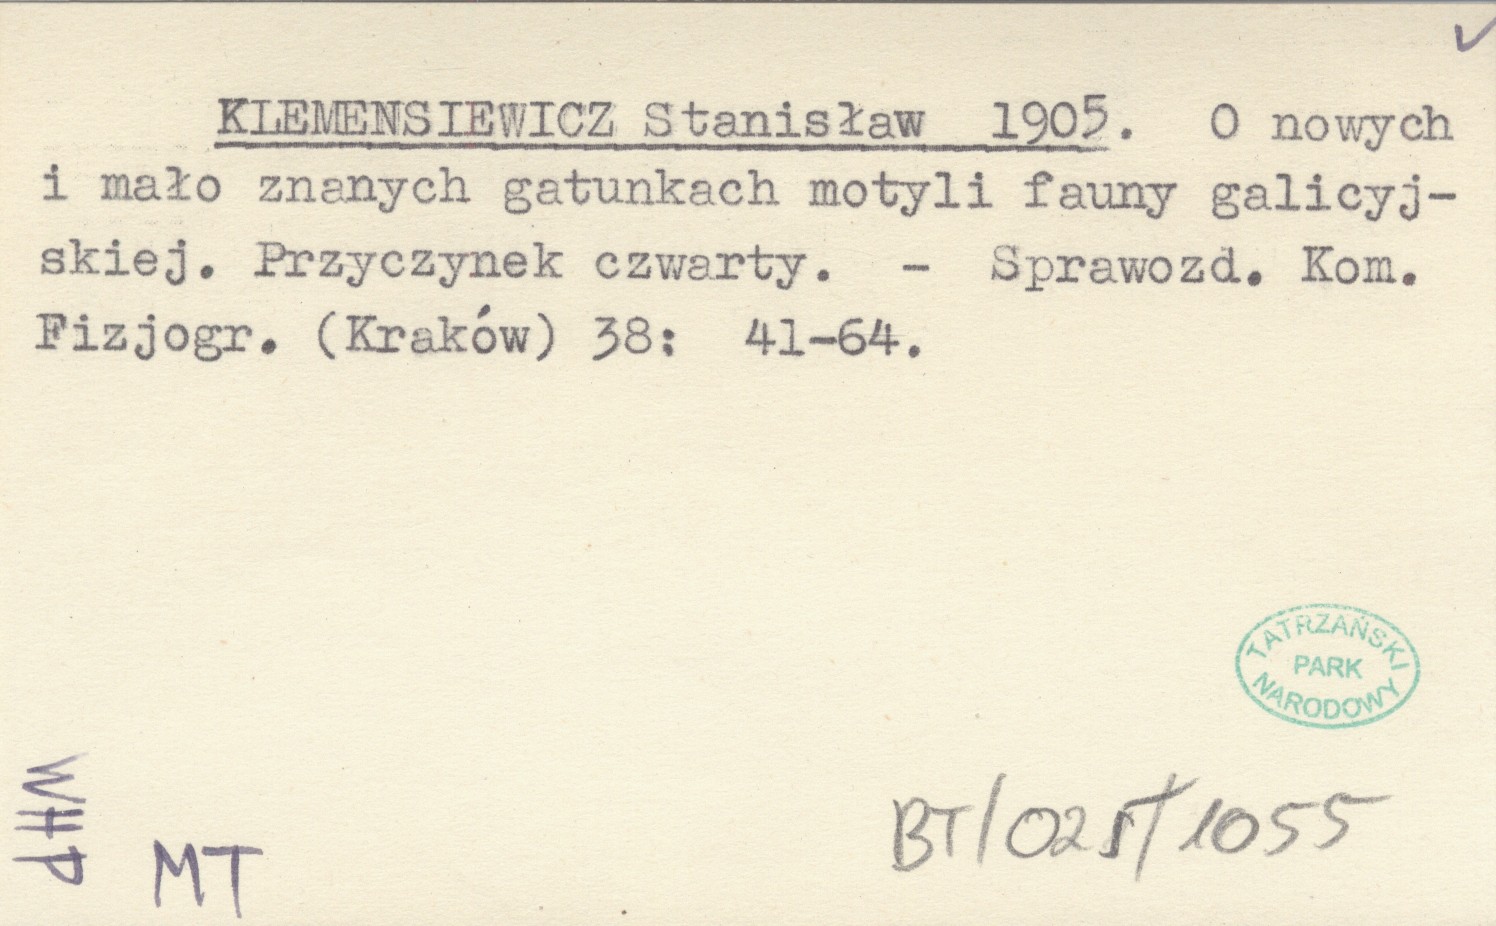 KLEMENSIEWICZ Stanisław 1905. O nowych
i mało znanych gatunkach motyli fauny galicyj-
skiej. Przyczynek czwarty. - Sprawozd. Kom.
Fizjogr. (Kraków) 38: 41-64.
TATRZAŃSKI
PARK
NARODOWY
BT/025/1055
MT